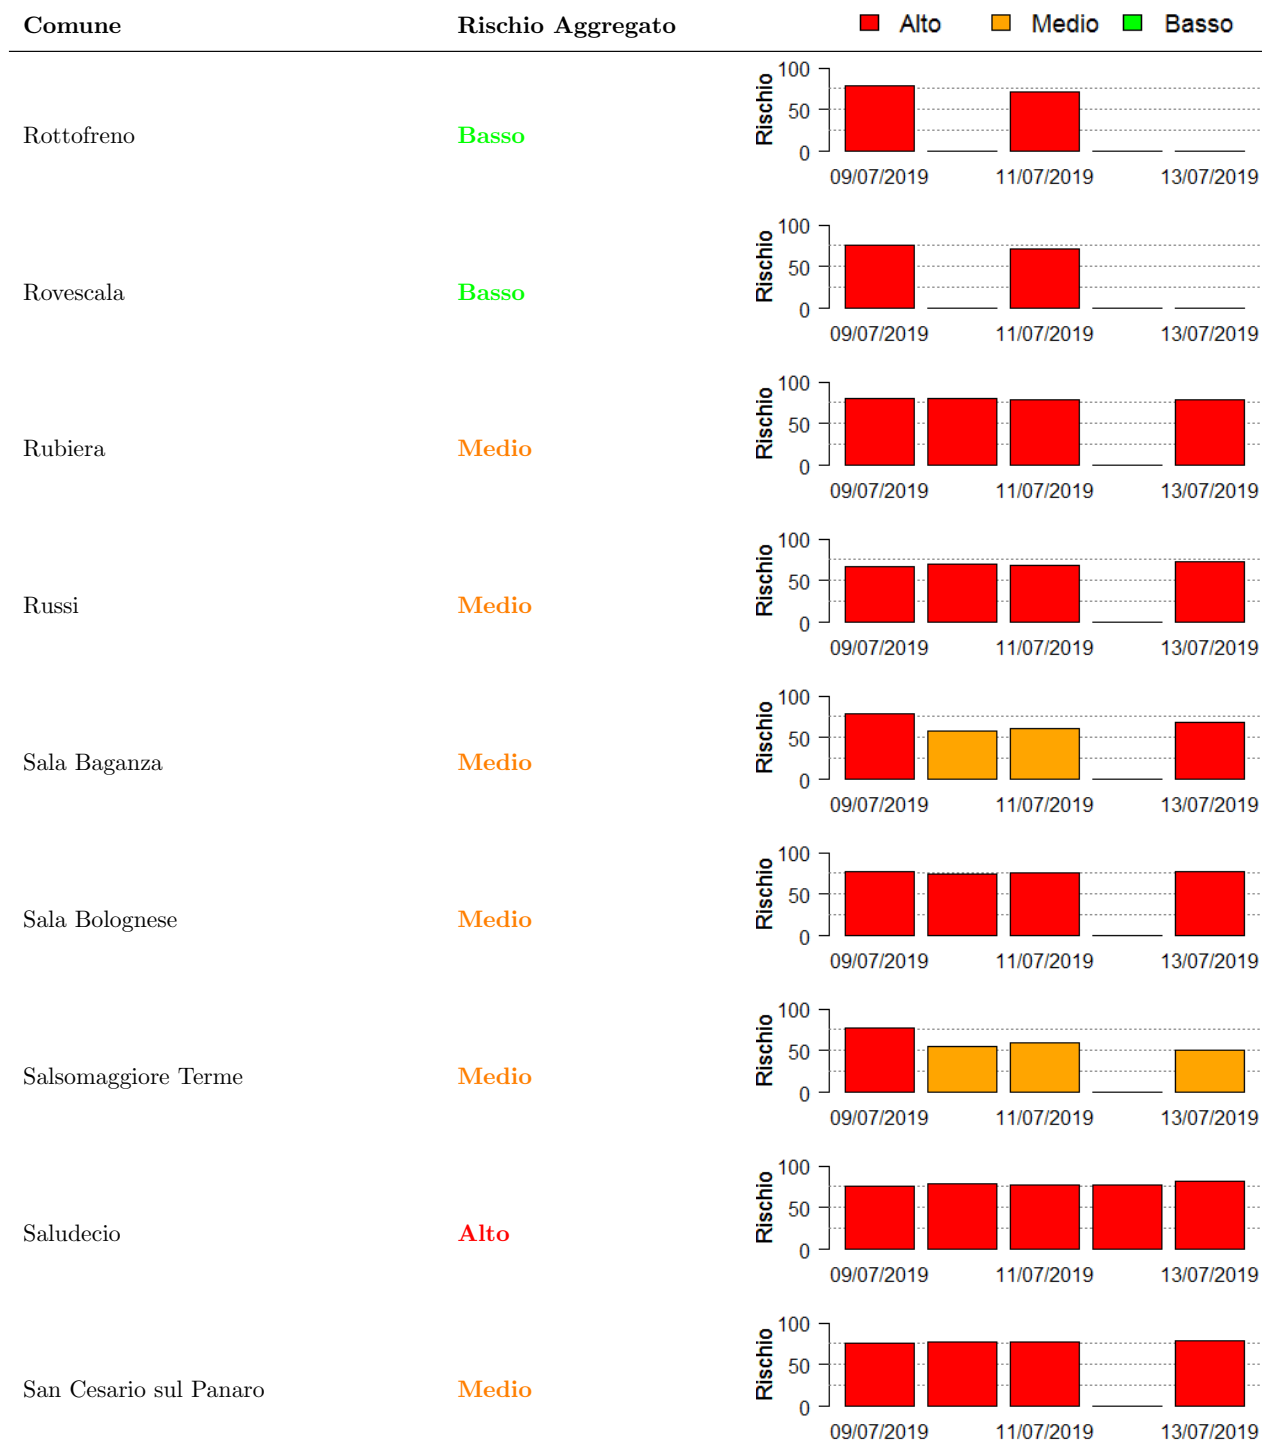 Comune Rischio Aggregato Alto Medio Basso
Rottofreno Basso Rischio 100 50 0
09/07/2019 11/07/2019 13/07/2019
Rovescala Basso Rischio 100 50 0
09/07/2019 11/07/2019 13/07/2019
Rubiera Medio Rischio 100 50 0
09/07/2019 11/07/2019 13/07/2019
Russi Medio Rischio 100 50 0
09/07/2019 11/07/2019 13/07/2019
Sala Baganza Medio Rischio 100 50 0
09/07/2019 11/07/2019 13/07/2019
Sala Bolognese Medio Rischio 100 50 0
09/07/2019 11/07/2019 13/07/2019
Salsomaggiore Terme Medio Rischio 100 50 0
09/07/2019 11/07/2019 13/07/2019
Saludecio Alto Rischio 100 50 0
09/07/2019 11/07/2019 13/07/2019
San Cesario sul Panaro Medio Rischio 100 50 0
09/07/2019 11/07/2019 13/07/2019